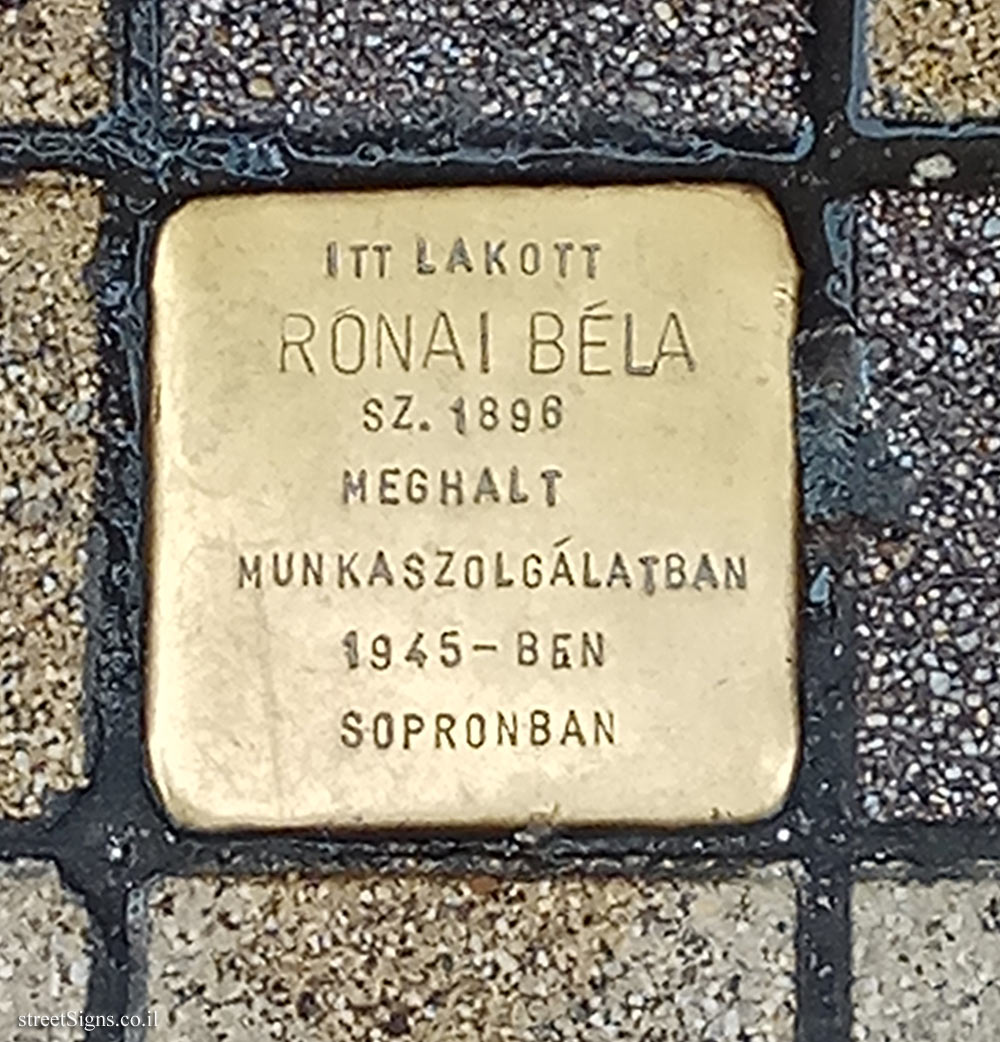 ITT LAKOTT
RÓNAI BÉLA
SZ. 1896
MEGHALT
MUNKASZOLGÁLATBAN
1945-BEN
SOPRONBAN
streetSigns.co.il